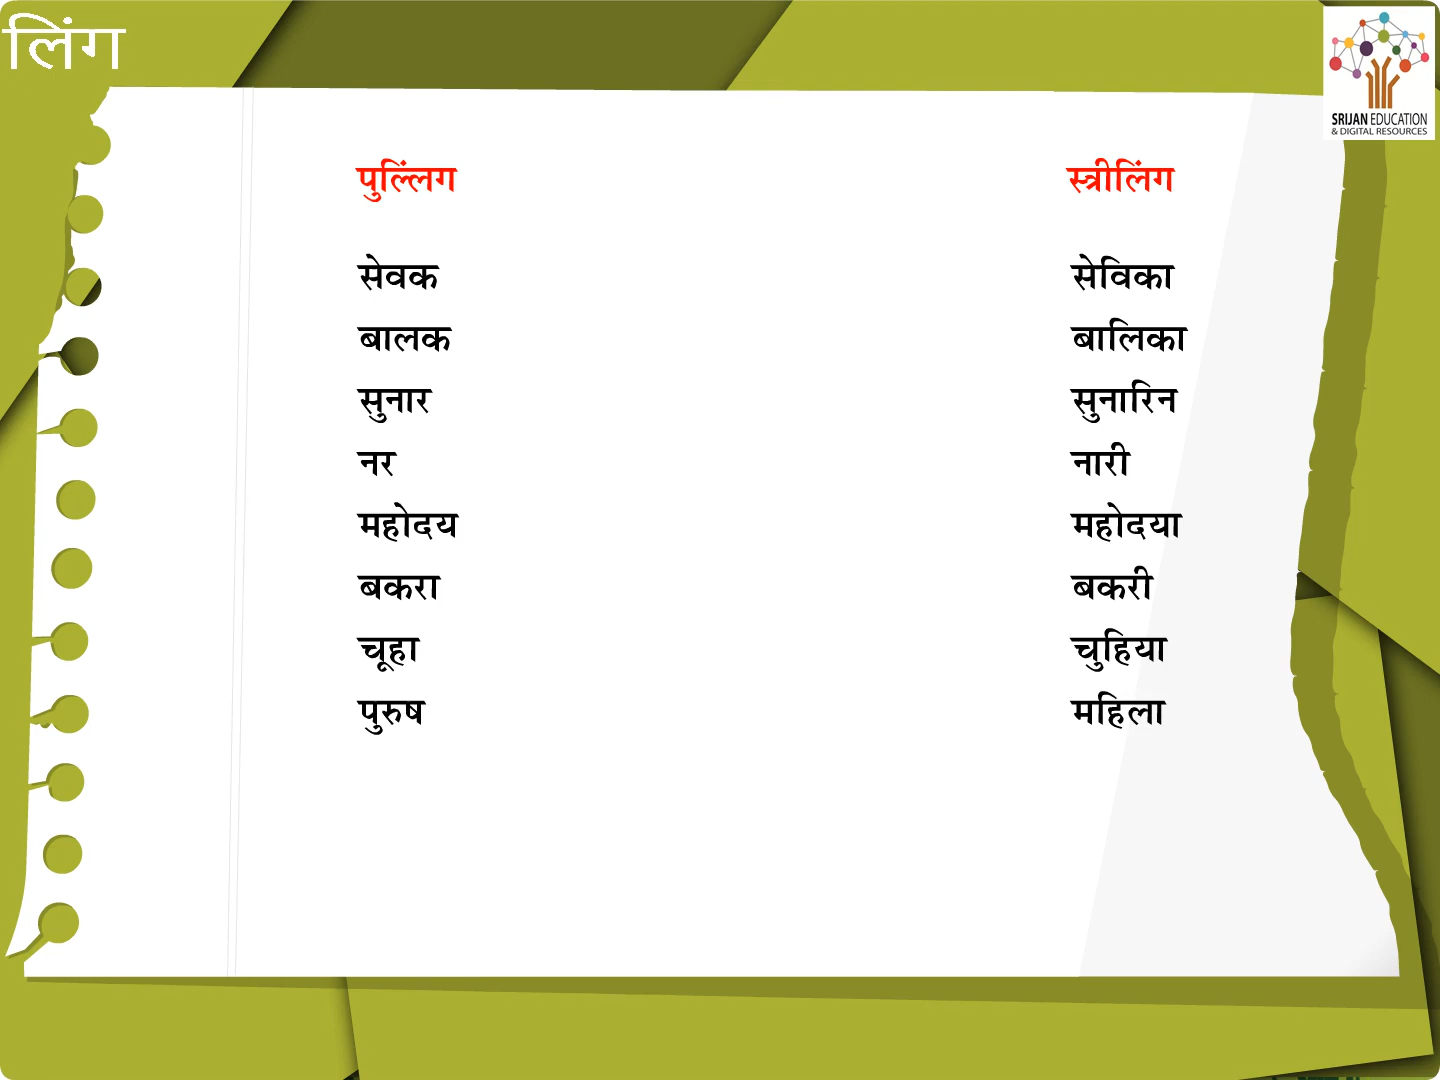 लिंग
SRIJAN EDUCATION
& DIGITAL RESOURCES
पुल्लिंग स्त्रीलिंग
सेवक सेविका
बालक बालिका
सुनार सुनारिन
नर नारी
महोदय महोदया
बकरा बकरी
चूहा चुहिया
पुरुष महिला